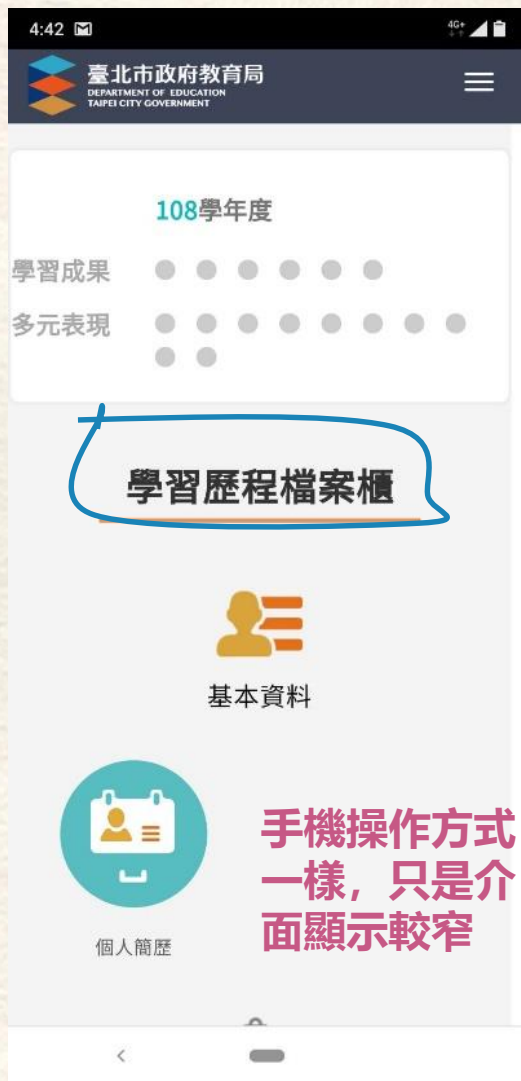 4:42
4G+
臺北市政府教育局
DEPARTMENT OF EDUCATION
TAIPEI CITY GOVERNMENT
108學年度
學習成果
多元表現
學習歷程檔案櫃
基本資料
個人簡歷
手機操作方式
一樣，只是介
面顯示較窄